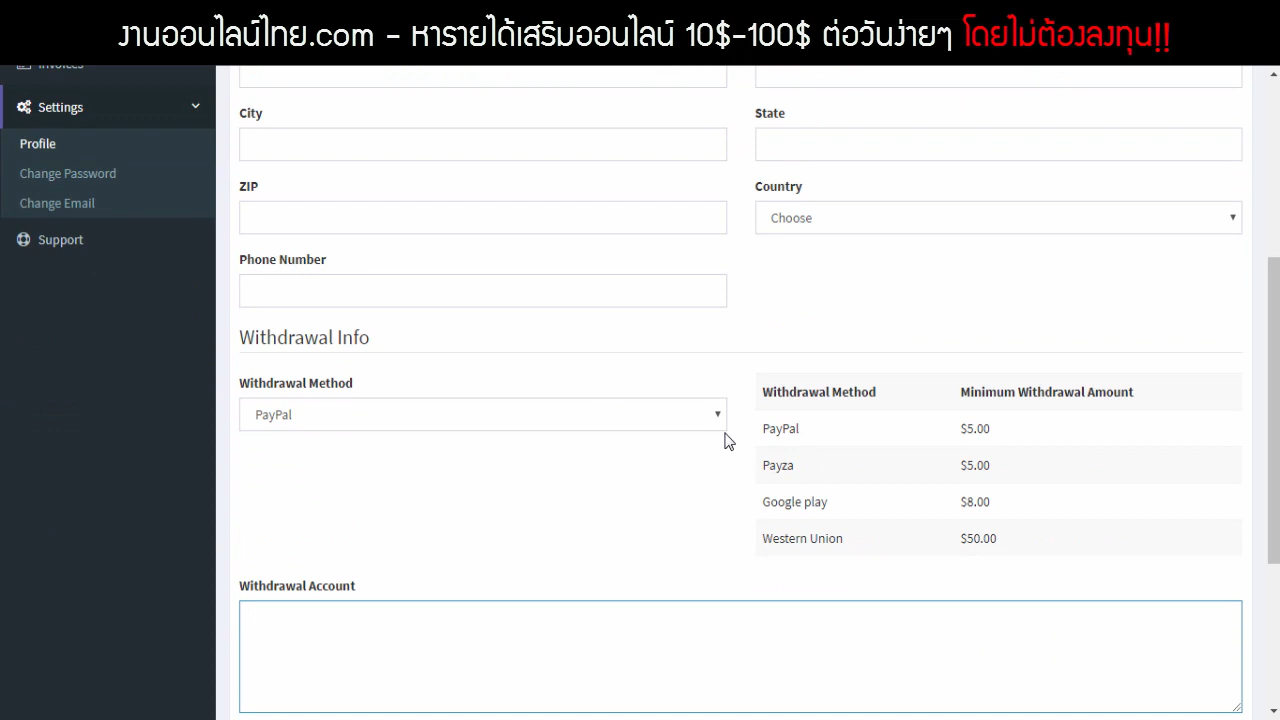 งานออนไลน์ไทย.com - หารายได้เสริมออนไลน์ 10$-100$ ต่อวันง่ายๆ โดยไม่ต้องลงทุน!!
Invoices
Settings
Profile
Change Password
Change Email
Support
City
State
ZIP
Country
Choose
Phone Number
Withdrawal Info
Withdrawal Method
PayPal
Withdrawal Method Minimum Withdrawal Amount
PayPal $5.00
Payza $5.00
Google play $8.00
Western Union $50.00
Withdrawal Account